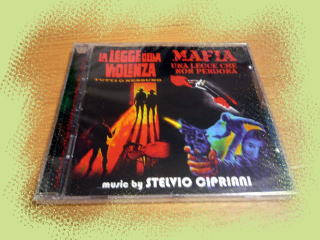 LA LEGGE DELLA
VIOLENZA
TUTTI O NESSUNO
MAFIA
UNA LEGGE CHE
NON PERDONA
music by STELVIO CIPRIANI